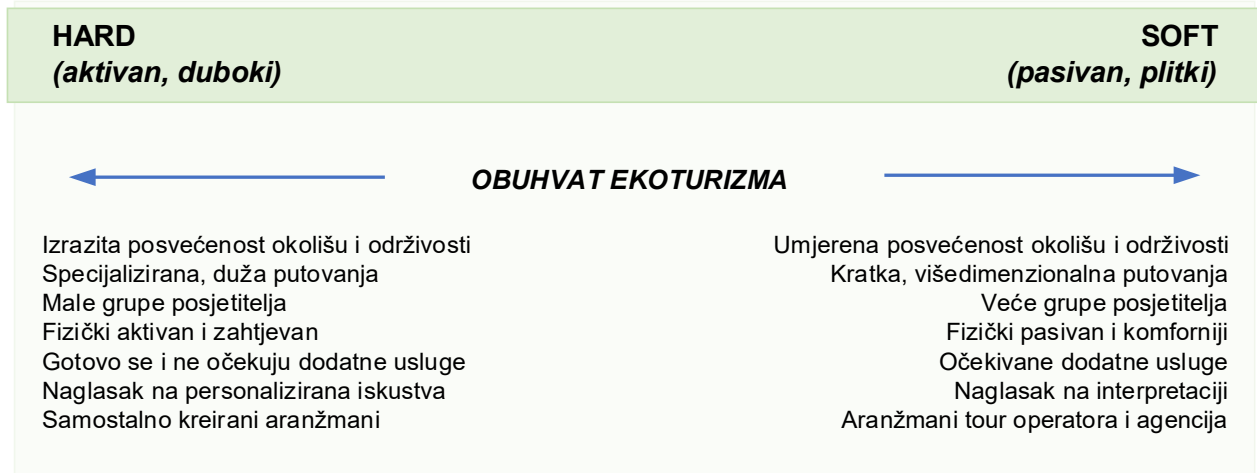 HARD
(aktivan, duboki)
SOFT
(pasivan, plitki)
OBUHVAT EKOTURIZMA
Izrazita posvećenost okolišu i održivosti
Specijalizirana, duža putovanja
Male grupe posjetitelja
Fizički aktivan i zahtjevan
Gotovo se i ne očekuju dodatne usluge
Naglasak na personalizirana iskustva
Samostalno kreirani aranžmani
Umjerena posvećenost okolišu i održivosti
Kratka, višedimenzionalna putovanja
Veće grupe posjetitelja
Fizički pasivan i komforniji
Očekivane dodatne usluge
Naglasak na interpretaciji
Aranžmani tour operatora i agencija